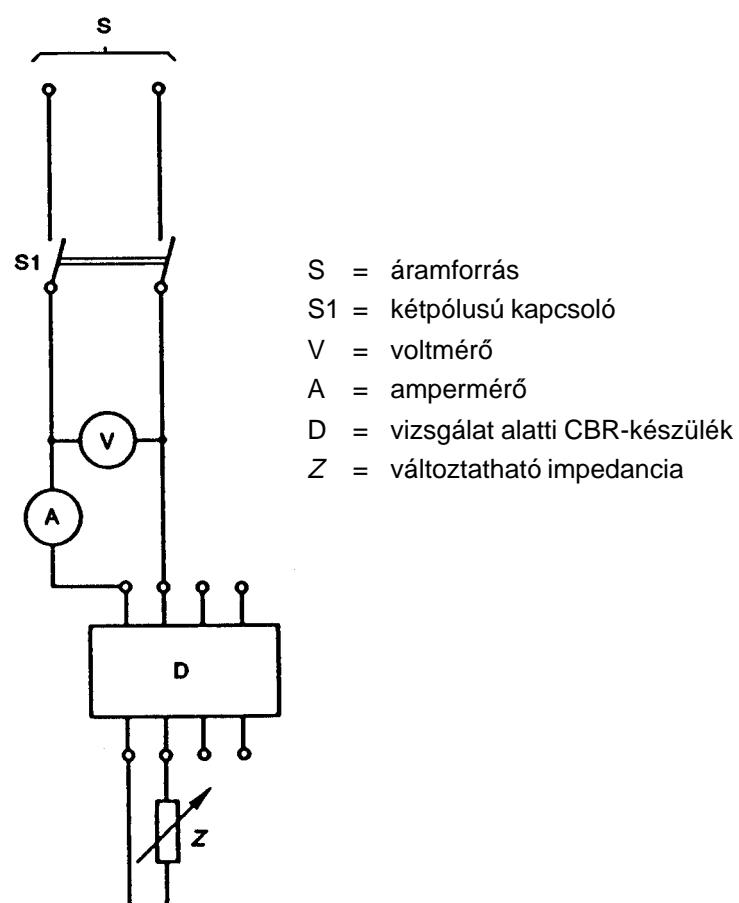 S
S1
V
A
D
Z
S = áramforrás
S1 = kétpólusú kapcsoló
V = voltmérő
A = ampermérő
D = vizsgálat alatti CBR-készülék
Z = változtatható impedancia